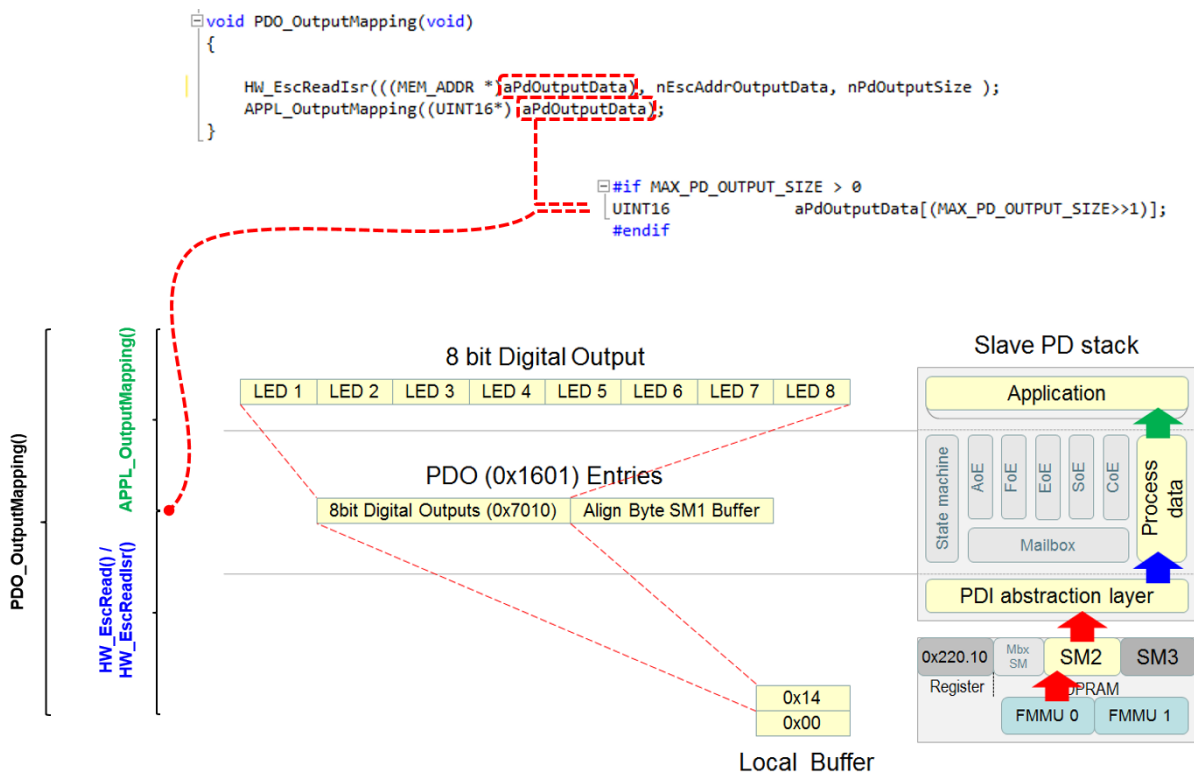 void PDO_OutputMapping(void)
{
HW_EscReadIsr(((MEM_ADDR *)aPdOutputData), nEscAddrOutputData, nPdOutputSize );
APPL_OutputMapping((UINT16*) aPdOutputData);
}
#if MAX_PD_OUTPUT_SIZE > 0
UINT16 aPdOutputData[(MAX_PD_OUTPUT_SIZE>>1)];
#endif
PDO_OutputMapping()
APPL_OutputMapping()
HW_EscRead() /
HW_EscReadIsr()
8 bit Digital Output
LED 1 LED 2 LED 3 LED 4 LED 5 LED 6 LED 7 LED 8
PDO (0x1601) Entries
8bit Digital Outputs (0x7010) Align Byte SM1 Buffer
0x14
0x00
Local Buffer
Slave PD stack
Application
State machine
AoE
FoE
EoE
SoE
CoE
Mailbox
Process
data
PDI abstraction layer
0x220.10
Mbx
SM
SM2
SM3
Register
DPRAM
FMMU 0
FMMU 1